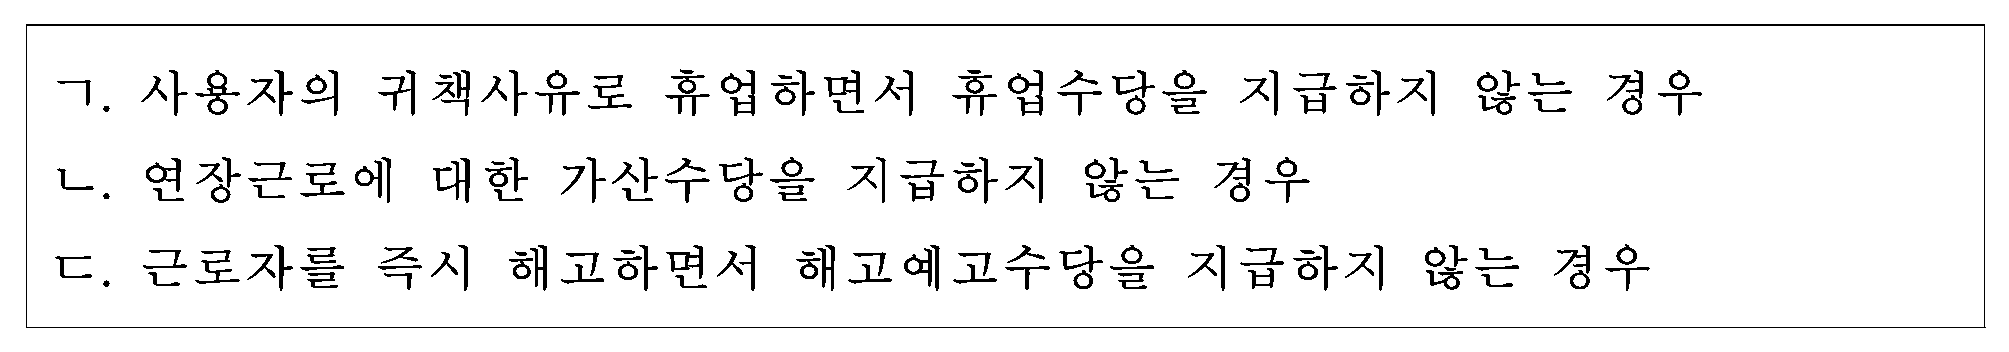 ㄱ. 사용자의 귀책사유로 휴업하면서 휴업수당을 지급하지 않는 경우
ㄴ. 연장근로에 대한 가산수당을 지급하지 않는 경우
ㄷ. 근로자를 즉시 해고하면서 해고예고수당을 지급하지 않는 경우